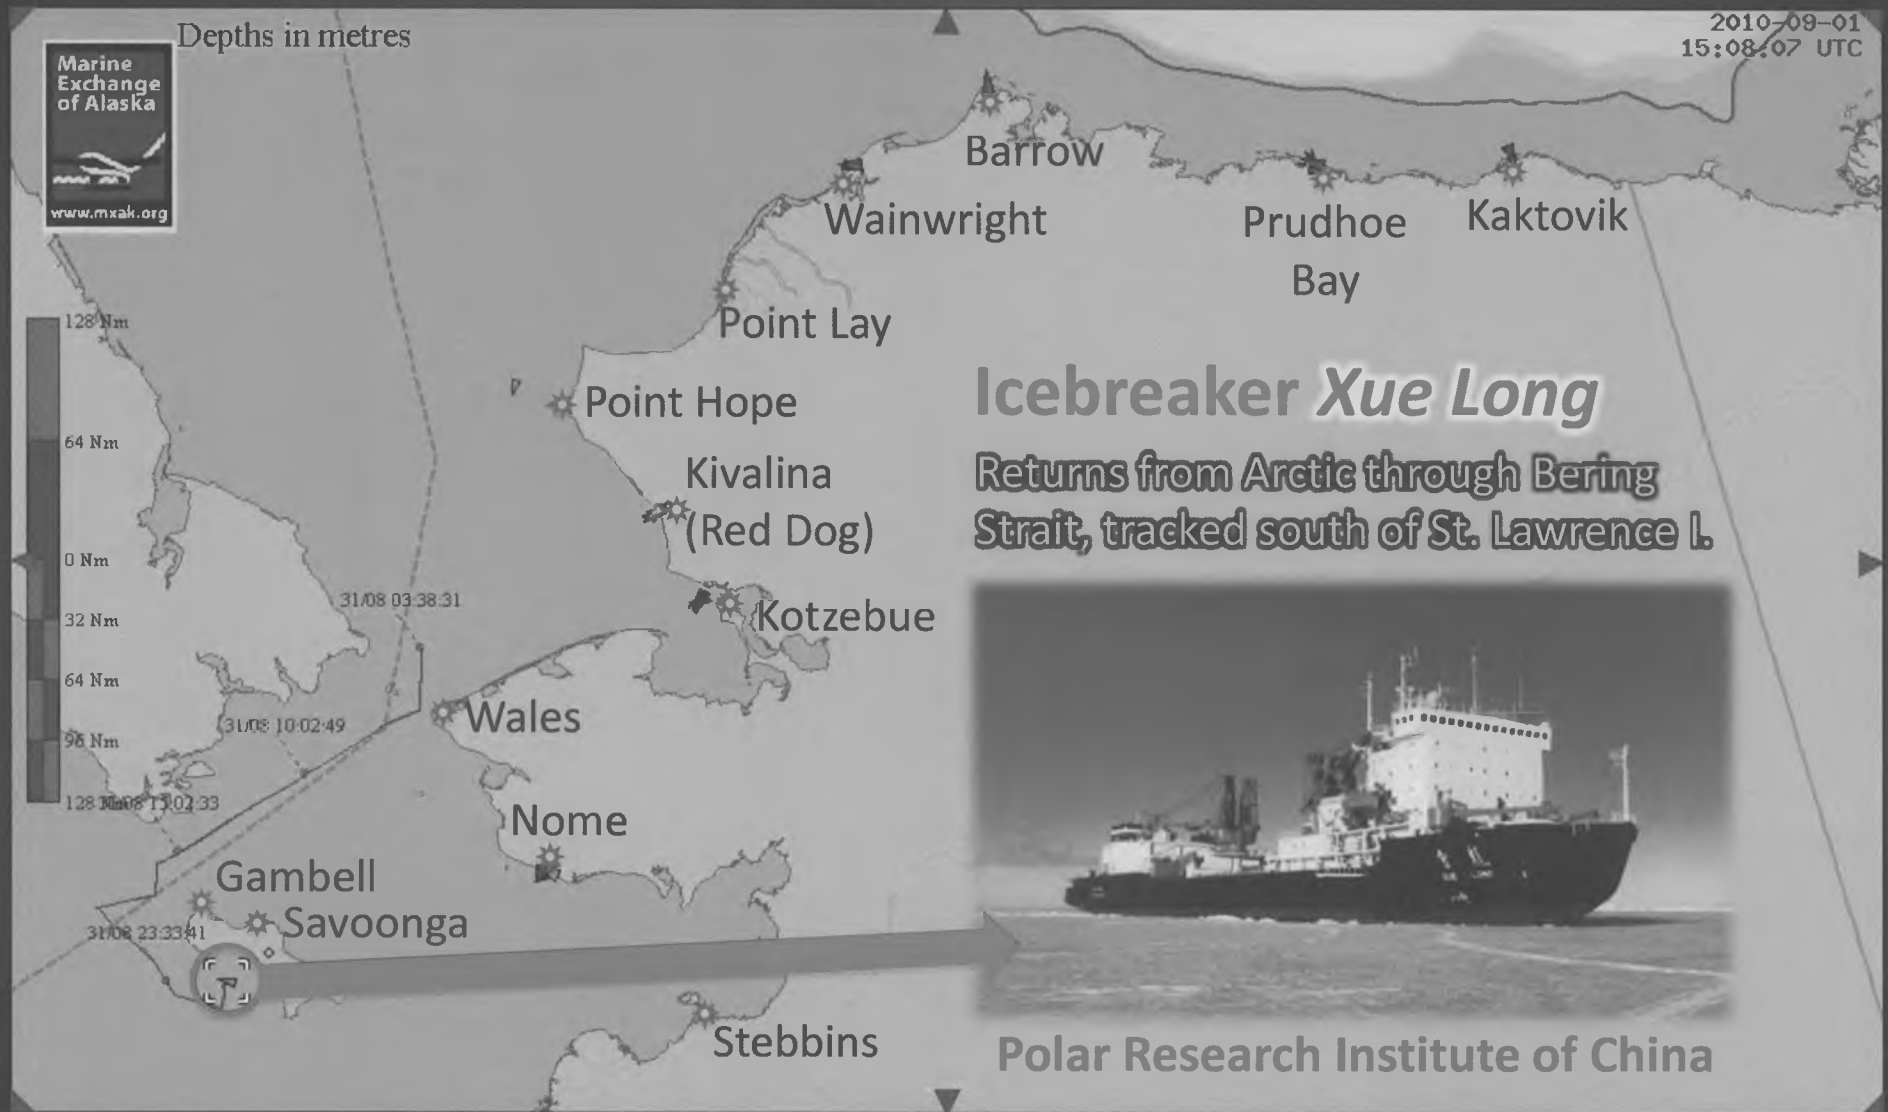 Depths in metres
2010-09-01
15:08:07 UTC
Marine
Exchange
of Alaska
www.mxak.org
Barrow
Wainwright
Prudhoe
Bay
Kaktovik
Point Lay
Point Hope
Kivalina
(Red Dog)
Kotzebue
Wales
Nome
Gambell
Savoonga
Stebbins
128 Nm
64 Nm
0 Nm
32 Nm
64 Nm
96 Nm
128
31/08 03:38:31
31/08 10:02:49
15:02:33
31/08 23:33:41
Icebreaker Xue Long
Returns from Arctic through Bering
Strait, tracked south of St. Lawrence I.
Polar Research Institute of China